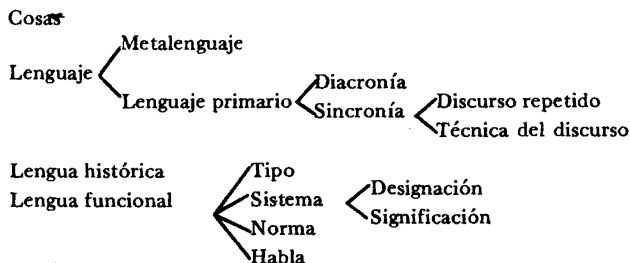 Cosas
Metalenguaje
Lenguaje
Diacronía
Lenguaje primario
Sincronía
Discurso repetido
Técnica del discurso
Lengua histórica
Tipo
Lengua funcional
Sistema
Designación
Significación
Norma
Habla